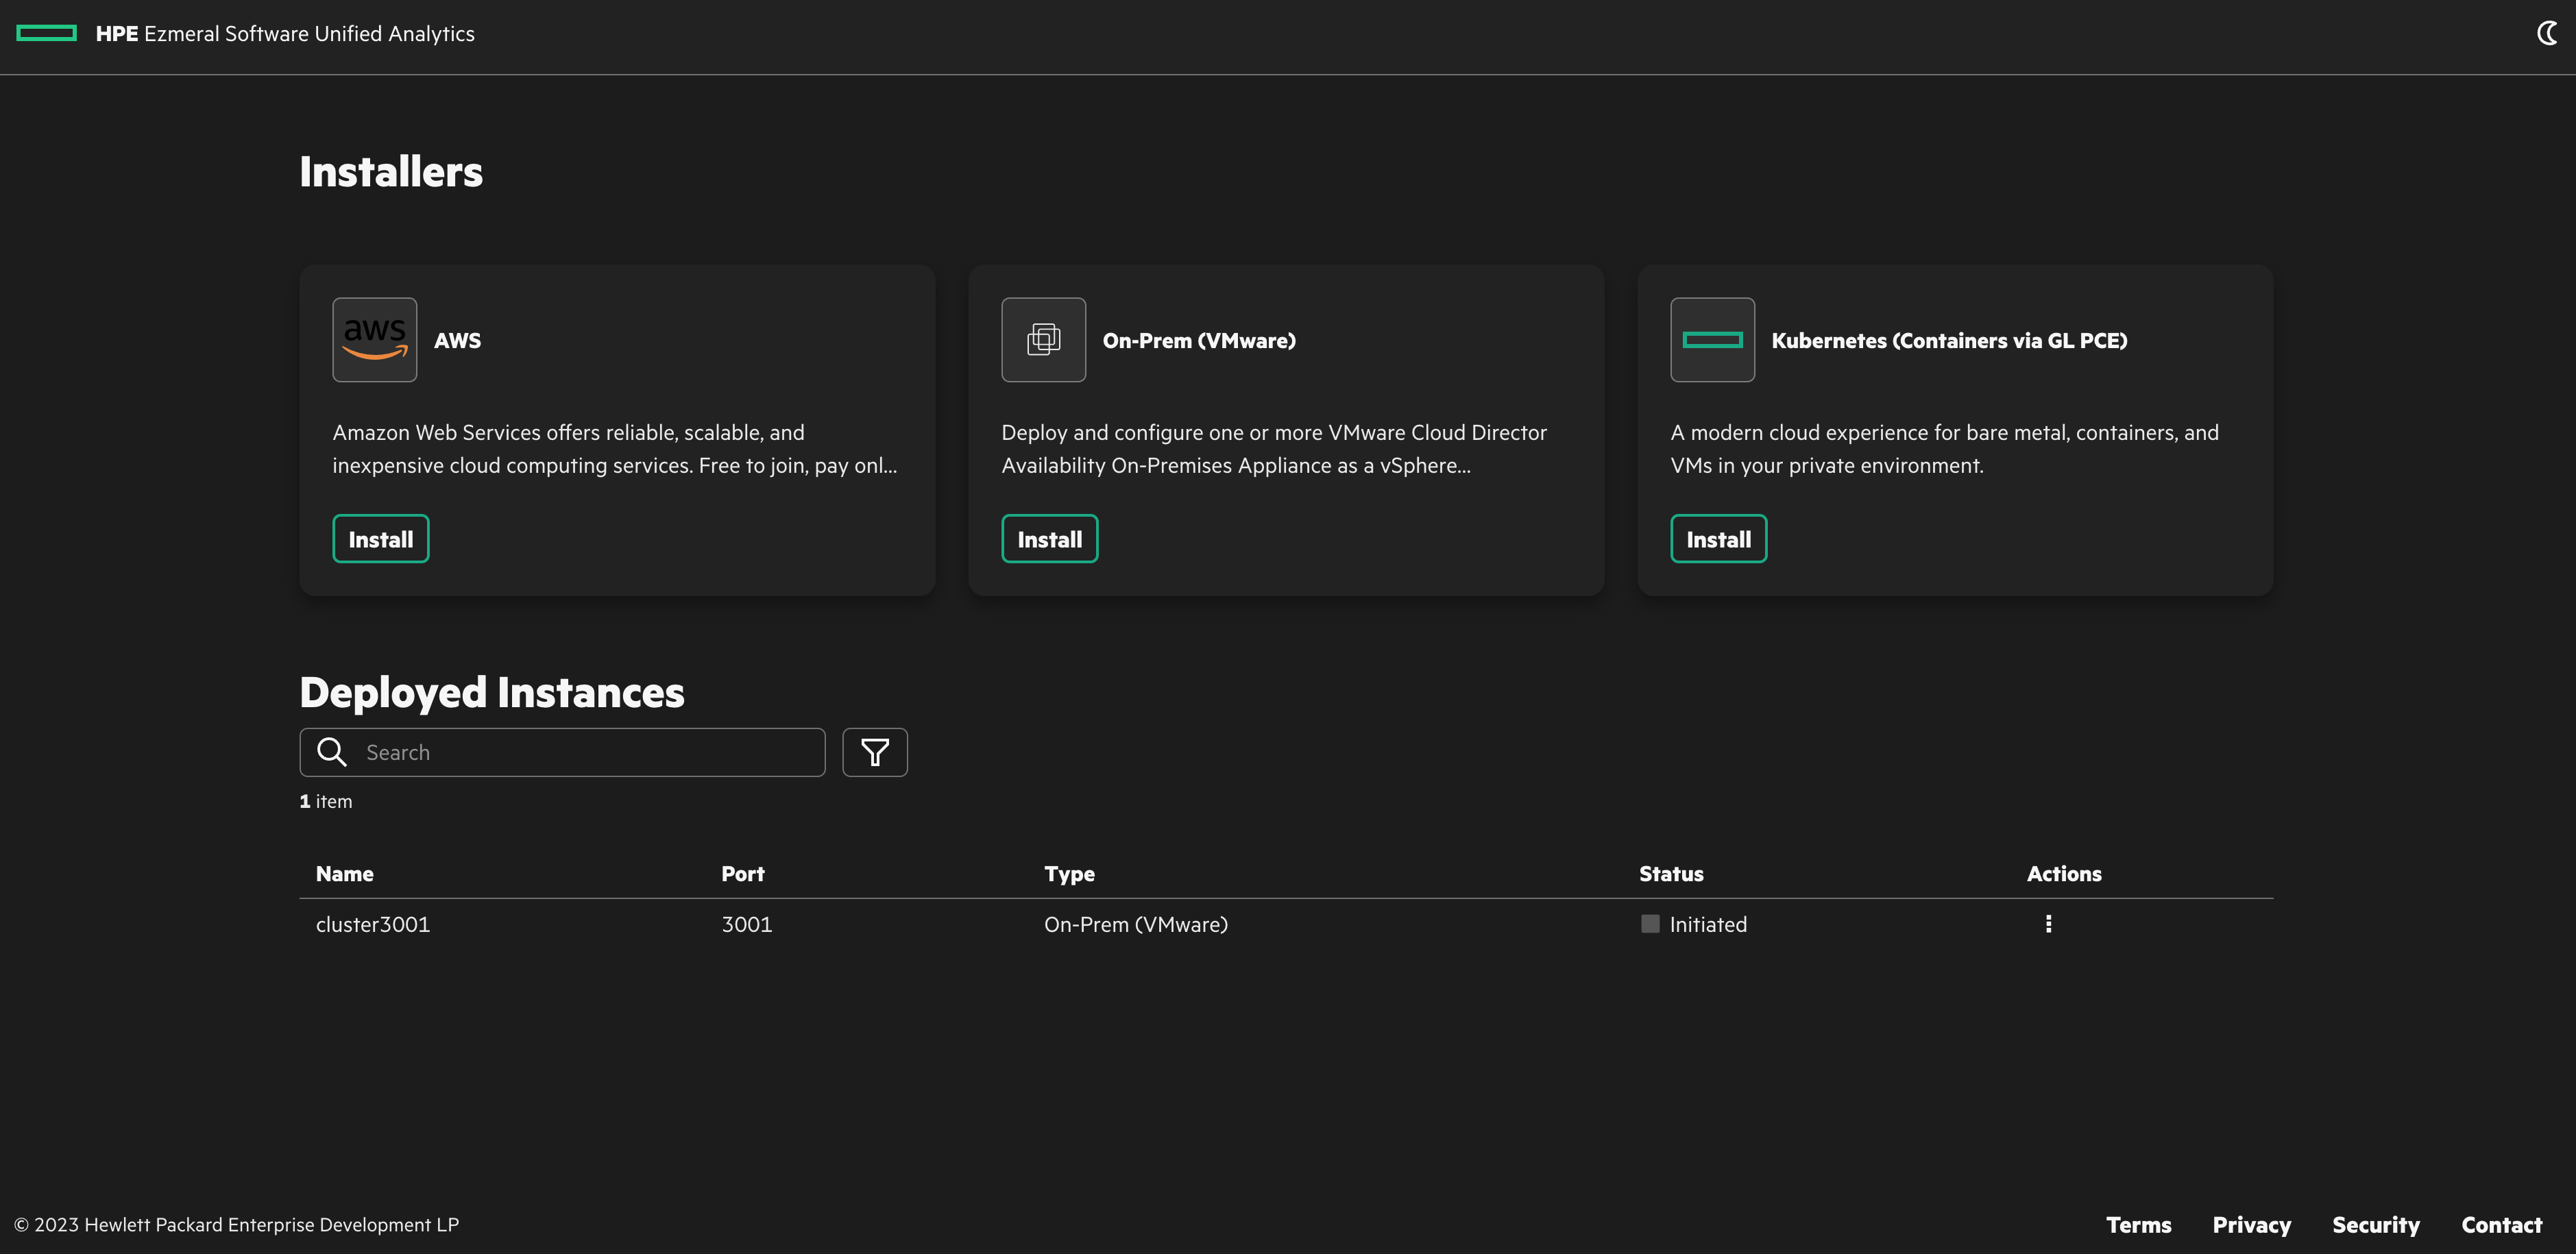 HPE Ezmeral Software Unified Analytics
Installers
aws
AWS
Amazon Web Services offers reliable, scalable, and
inexpensive cloud computing services. Free to join, pay onl...
Install
On-Prem (VMware)
Deploy and configure one or more VMware Cloud Director
Availability On-Premises Appliance as a vSphere...
Install
Kubernetes (Containers via GL PCE)
A modern cloud experience for bare metal, containers, and
VMs in your private environment.
Install
Deployed Instances
Search
1 item
Name Port Type Status Actions
cluster3001 3001 On-Prem (VMware) Initiated
© 2023 Hewlett Packard Enterprise Development LP
Terms Privacy Security Contact